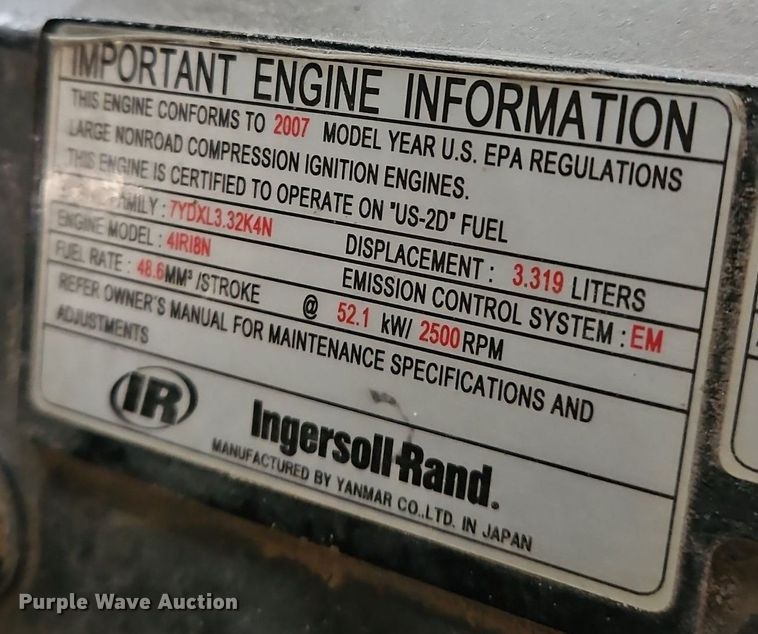 IMPORTANT ENGINE INFORMATION
THIS ENGINE CONFORMS TO 2007 MODEL YEAR U.S. EPA REGULATIONS
LARGE NONROAD COMPRESSION IGNITION ENGINES.
THIS ENGINE IS CERTIFIED TO OPERATE ON "US-2D" FUEL
FAMILY : 7YDXL3.32K4N DISPLACEMENT : 3.319 LITERS
ENGINE MODEL : 4IRI8N EMISSION CONTROL SYSTEM : EM
FUEL RATE : 48.6MM³ /STROKE @ 52.1 kW/ 2500 RPM
REFER OWNER'S MANUAL FOR MAINTENANCE SPECIFICATIONS AND
ADJUSTMENTS
IR Ingersoll-Rand.
MANUFACTURED BY YANMAR CO.,LTD. IN JAPAN
Purple Wave Auction